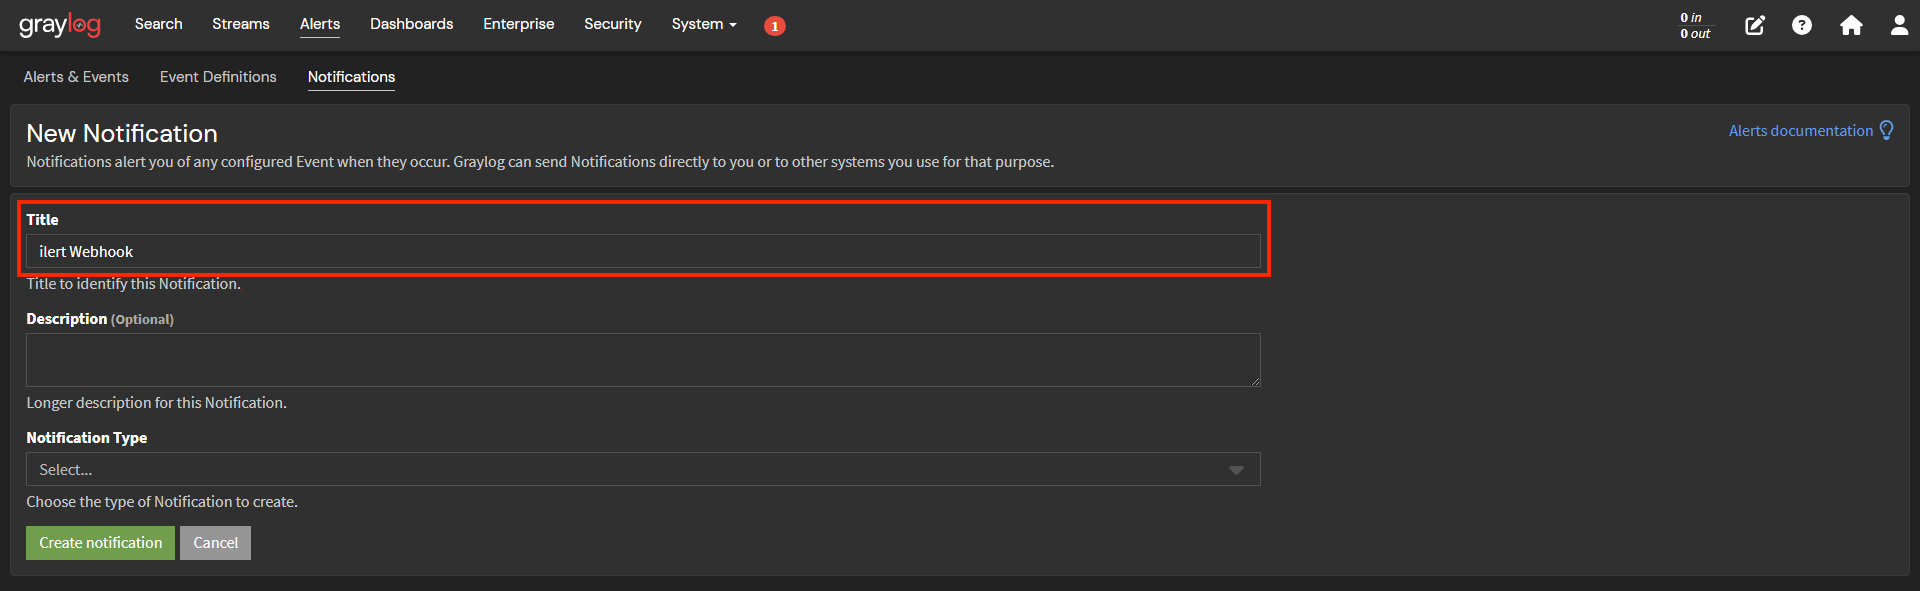 graylog Search Streams Alerts Dashboards Enterprise Security System 1 0 in
0 out
Alerts & Events Event Definitions Notifications
New Notification
Alerts documentation
Notifications alert you of any configured Event when they occur. Graylog can send Notifications directly to you or to other systems you use for that purpose.
Title
ilert Webhook
Title to identify this Notification.
Description (Optional)
Longer description for this Notification.
Notification Type
Select...
Choose the type of Notification to create.
Create notification Cancel